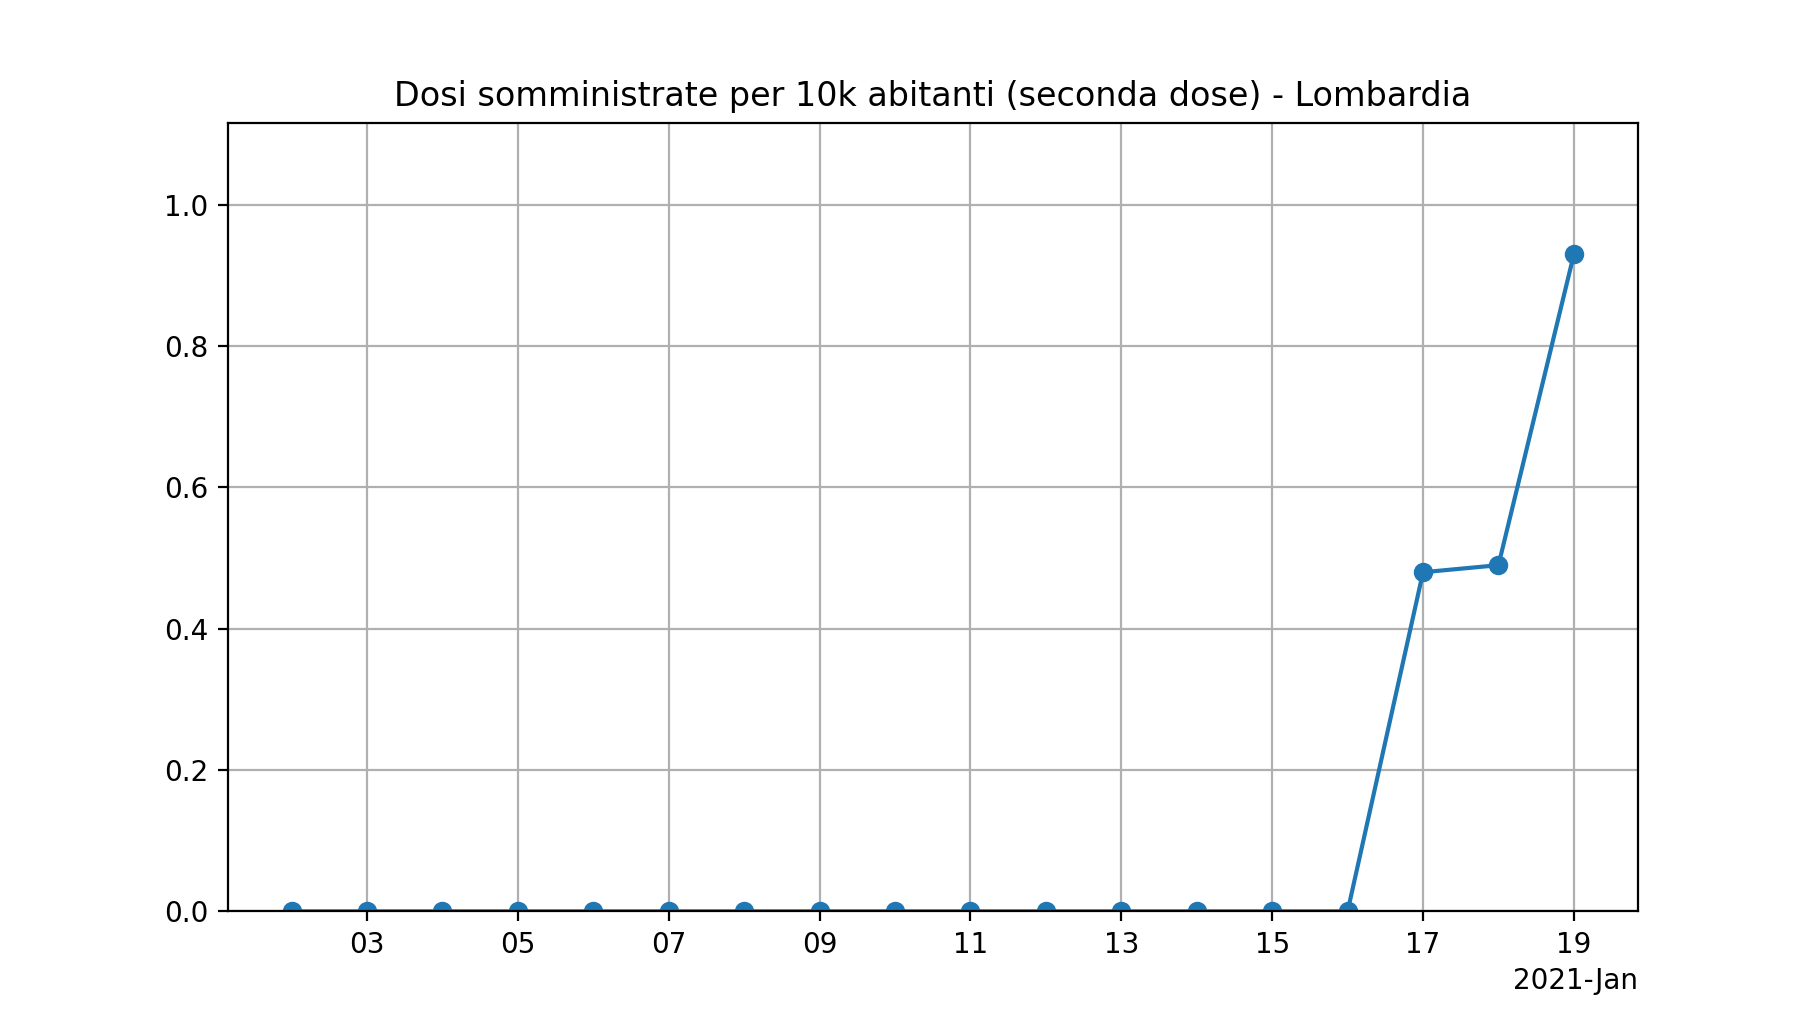 Dosi somministrate per 10k abitanti (seconda dose) - Lombardia
1.0
0.8
0.6
0.4
0.2
0.0
03 05 07 09 11 13 15 17 19
2021-Jan